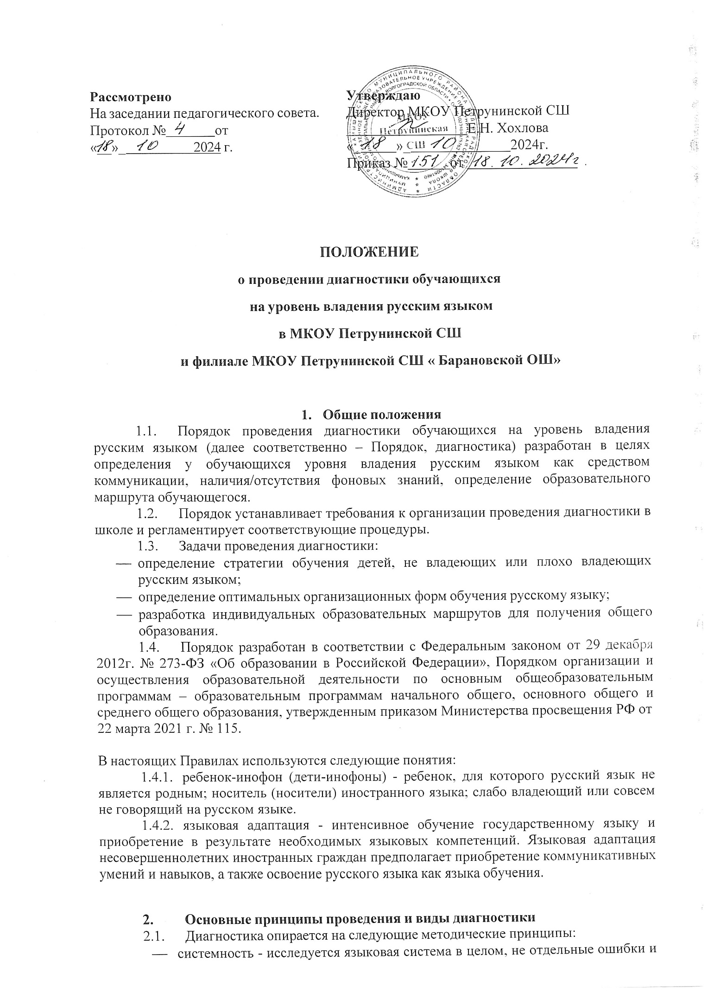 Рассмотрено
На заседании педагогического совета.
Протокол № 4 от
«18» 10 2024 г.
Утверждаю
Директор МКОУ Петрунинской СШ
Е.Н. Хохлова
« 18 » 10 2024г.
Приказ № 151 от 18.10.2024г.
МКОУ
Петрунинская
СШ
ПОЛОЖЕНИЕ
о проведении диагностики обучающихся
на уровень владения русским языком
в МКОУ Петрунинской СШ
и филиале МКОУ Петрунинской СШ « Барановской ОШ»
1. Общие положения
1.1. Порядок проведения диагностики обучающихся на уровень владения
русским языком (далее соответственно – Порядок, диагностика) разработан в целях
определения у обучающихся уровня владения русским языком как средством
коммуникации, наличия/отсутствия фоновых знаний, определение образовательного
маршрута обучающегося.
1.2. Порядок устанавливает требования к организации проведения диагностики в
школе и регламентирует соответствующие процедуры.
1.3. Задачи проведения диагностики:
— определение стратегии обучения детей, не владеющих или плохо владеющих
русским языком;
— определение оптимальных организационных форм обучения русскому языку;
— разработка индивидуальных образовательных маршрутов для получения общего
образования.
1.4. Порядок разработан в соответствии с Федеральным законом от 29 декабря
2012г. № 273-ФЗ «Об образовании в Российской Федерации», Порядком организации и
осуществления образовательной деятельности по основным общеобразовательным
программам – образовательным программам начального общего, основного общего и
среднего общего образования, утвержденным приказом Министерства просвещения РФ от
22 марта 2021 г. № 115.
В настоящих Правилах используются следующие понятия:
1.4.1. ребенок-инофон (дети-инофоны) - ребенок, для которого русский язык не
является родным; носитель (носители) иностранного языка; слабо владеющий или совсем
не говорящий на русском языке.
1.4.2. языковая адаптация - интенсивное обучение государственному языку и
приобретение в результате необходимых языковых компетенций. Языковая адаптация
несовершеннолетних иностранных граждан предполагает приобретение коммуникативных
умений и навыков, а также освоение русского языка как языка обучения.
2. Основные принципы проведения и виды диагностики
2.1. Диагностика опирается на следующие методические принципы:
— системность - исследуется языковая система в целом, не отдельные ошибки и